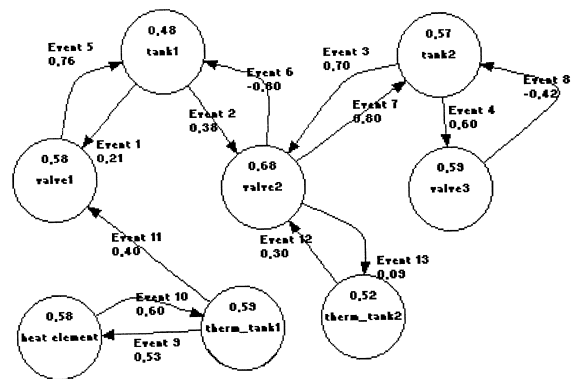 0,48
tank1
0,57
tank2
Event 5
0,76
Event 6
-0,80
Event 3
0,70
Event 8
-0,42
Event 2
0,38
Event 7
0,80
Event 4
0,60
Event 1
0,21
0,58
valve1
0,68
valve2
0,59
valve3
Event 11
0,40
Event 12
0,30
Event 13
0,09
0,58
heat element
Event 10
0,60
0,59
therm_tank1
0,52
therm_tank2
Event 9
0,53